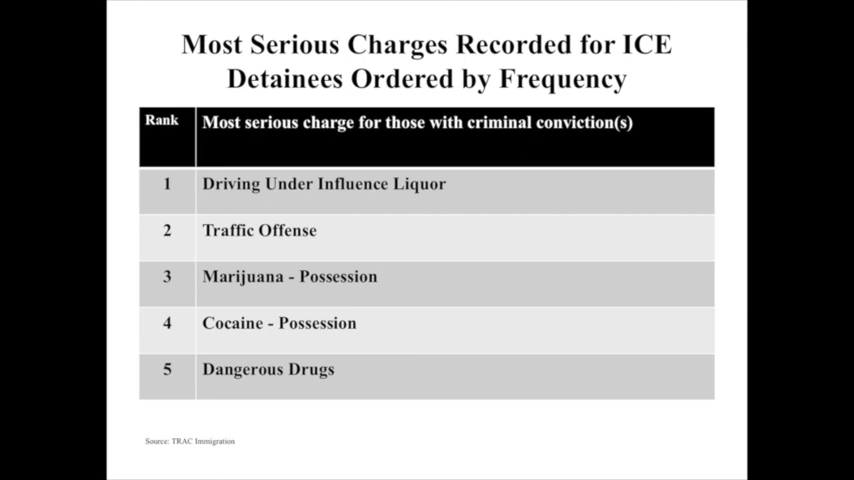 Most Serious Charges Recorded for ICE
Detainees Ordered by Frequency
Rank Most serious charge for those with criminal conviction(s)
1 Driving Under Influence Liquor
2 Traffic Offense
3 Marijuana - Possession
4 Cocaine - Possession
5 Dangerous Drugs
Source: TRAC Immigration